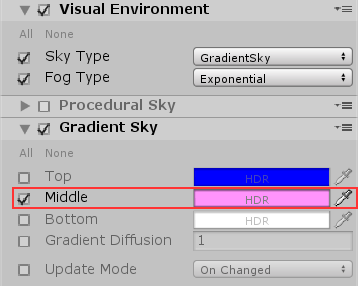 Visual Environment
All None
Sky Type GradientSky
Fog Type Exponential
Procedural Sky
Gradient Sky
All None
Top HDR
Middle HDR
Bottom HDR
Gradient Diffusion 1
Update Mode On Changed